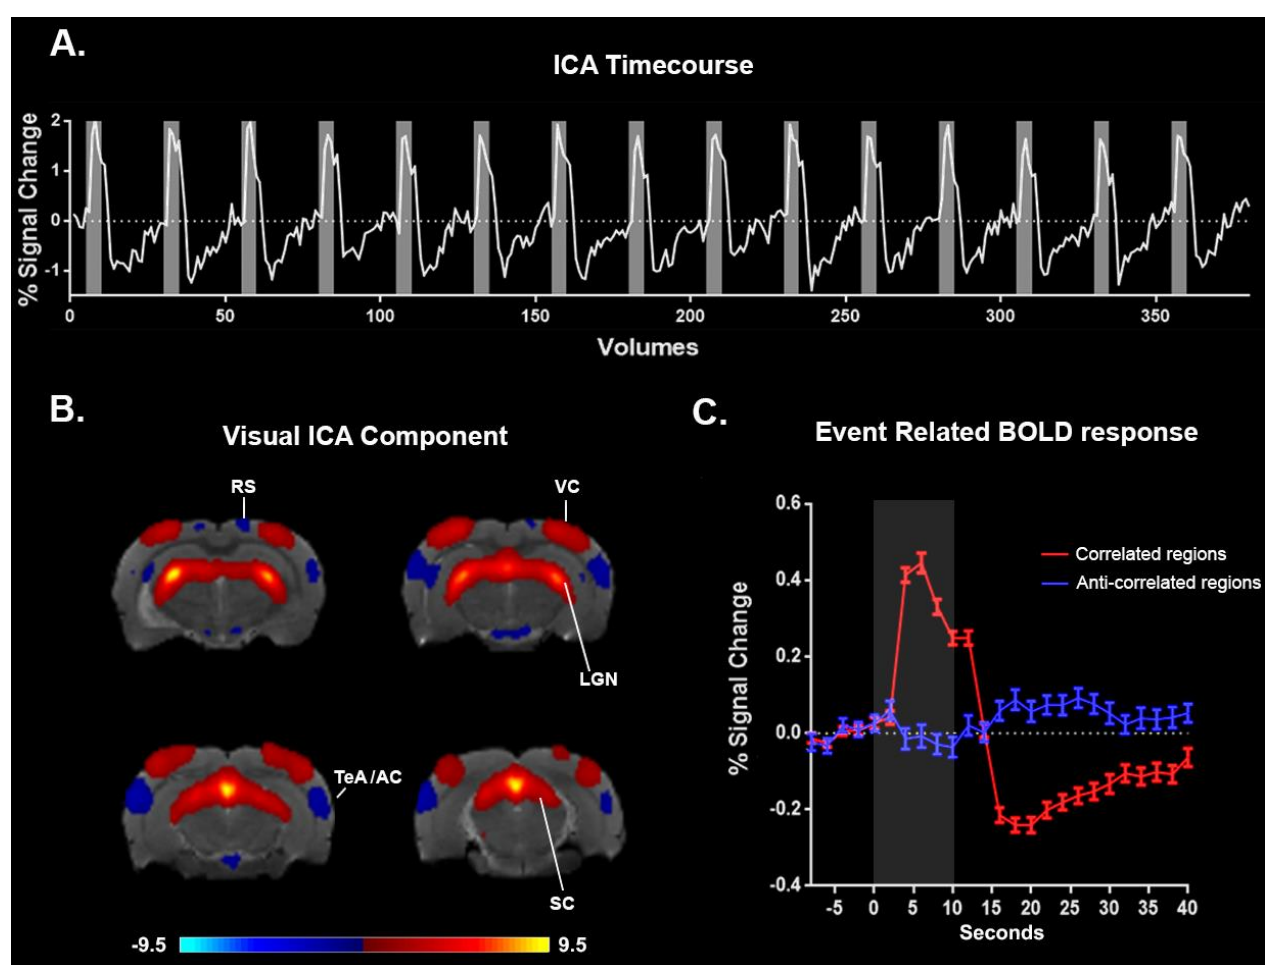 A.
ICA Timecourse
% Signal Change
2
1
0
-1
0 50 100 150 200 250 300 350
Volumes
B.
Visual ICA Component
RS
VC
LGN
TeA/AC
SC
-9.5 9.5
C.
Event Related BOLD response
% Signal Change
0.6
0.4
0.2
0.0
-0.2
-0.4
-5 0 5 10 15 20 25 30 35 40
Seconds
Correlated regions
Anti-correlated regions